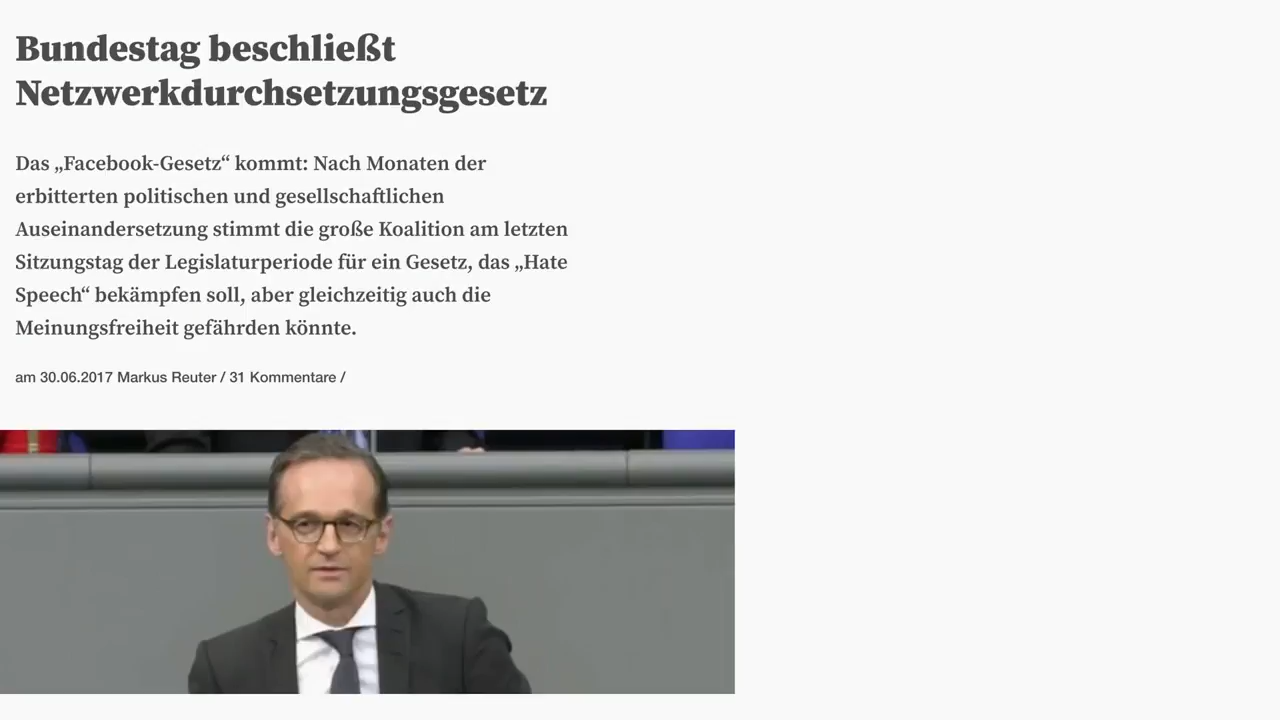 Bundestag beschließt
Netzwerkdurchsetzungsgesetz
Das „Facebook-Gesetz“ kommt: Nach Monaten der
erbitterten politischen und gesellschaftlichen
Auseinandersetzung stimmt die große Koalition am letzten
Sitzungstag der Legislaturperiode für ein Gesetz, das „Hate
Speech“ bekämpfen soll, aber gleichzeitig auch die
Meinungsfreiheit gefährden könnte.
am 30.06.2017 Markus Reuter / 31 Kommentare /